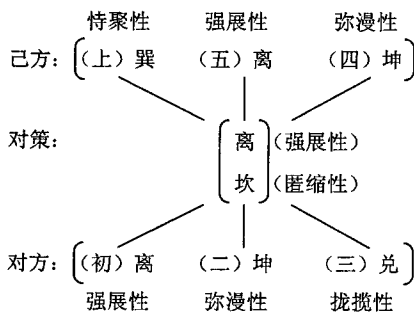 恃聚性 强展性 弥漫性
己方：（上）巽 （五）离 （四）坤
对策： 离（强展性）
坎（匿缩性）
对方：（初）离 （二）坤 （三）兑
强展性 弥漫性 拢揽性